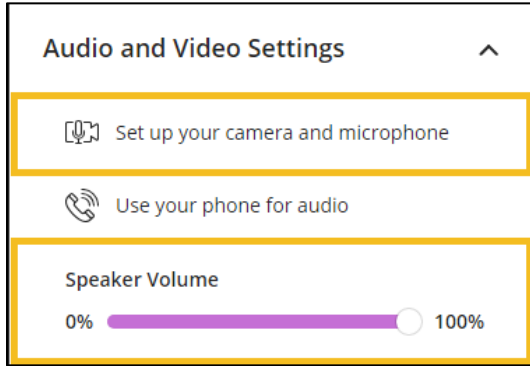 Audio and Video Settings
Set up your camera and microphone
Use your phone for audio
Speaker Volume
0% 100%